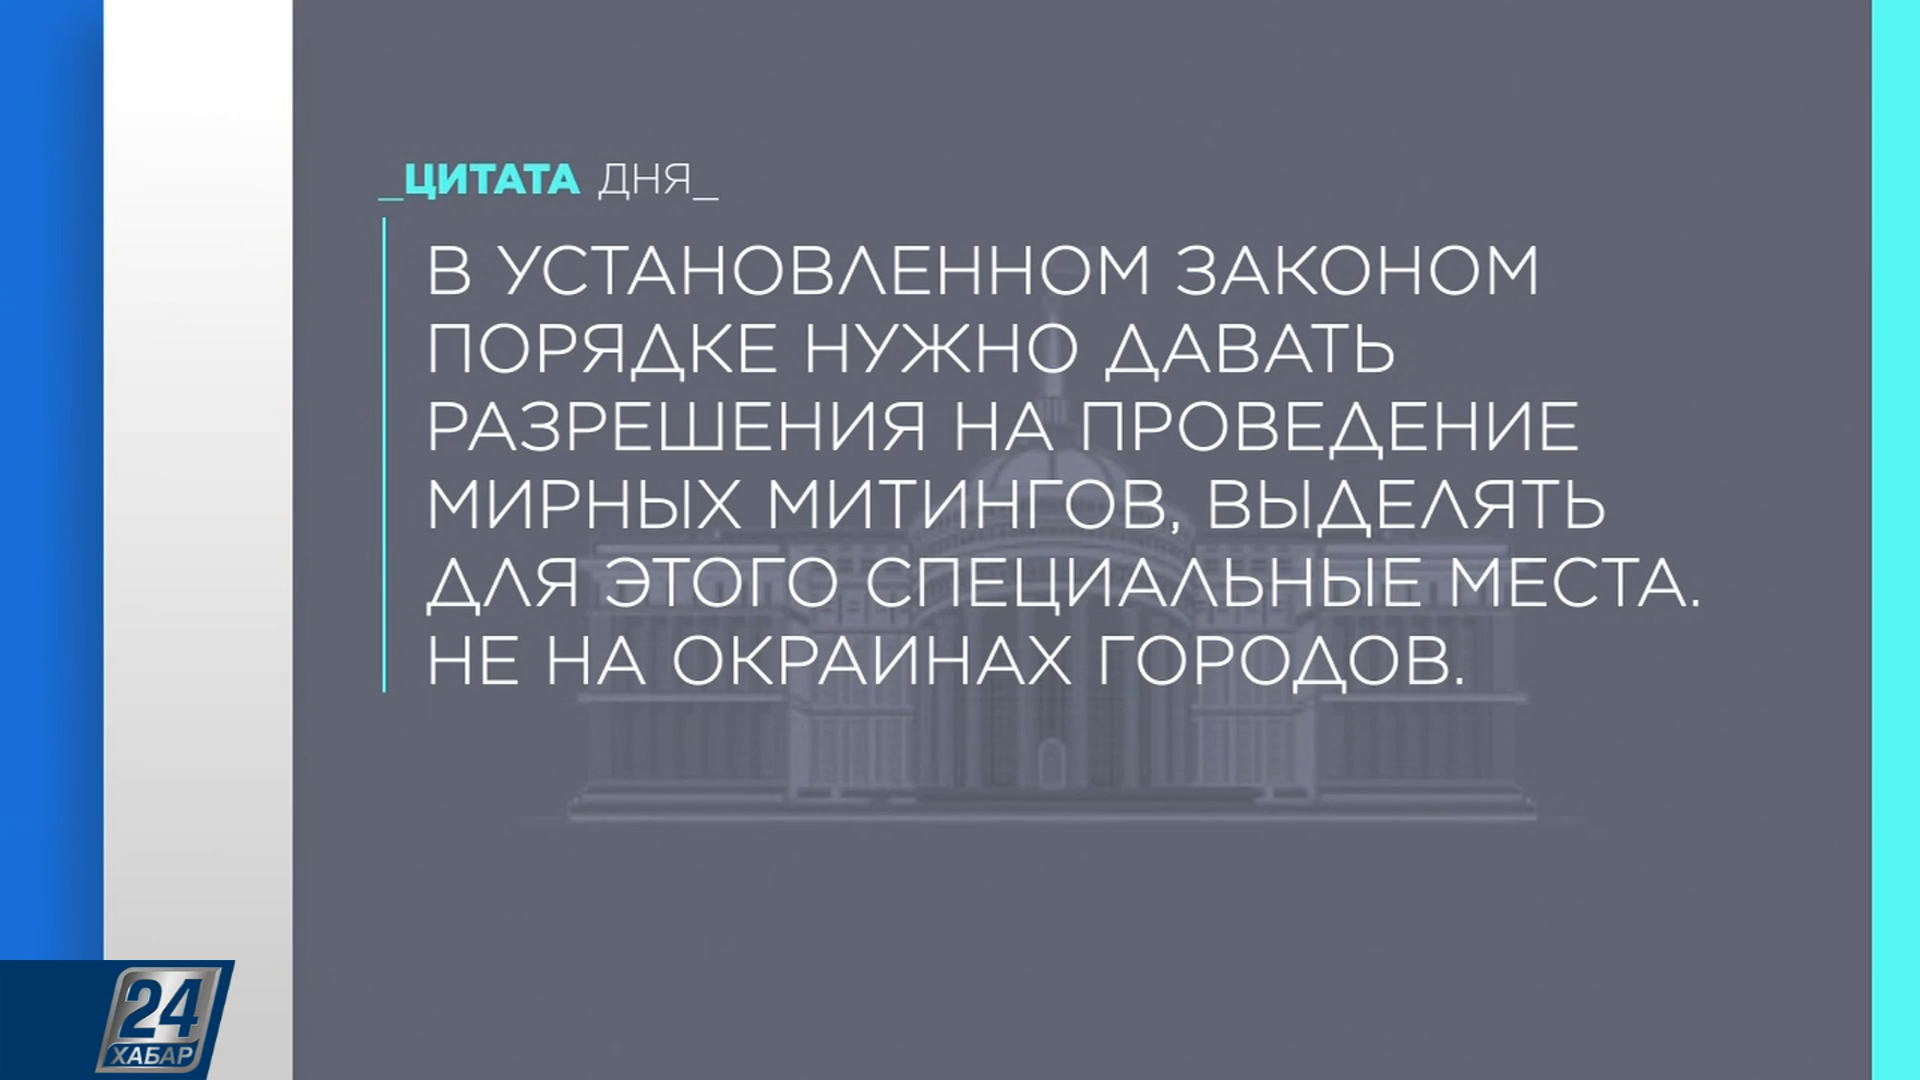 _ЦИТАТА ДНЯ_
В УСТАНОВЛЕННОМ ЗАКОНОМ
ПОРЯДКЕ НУЖНО ДАВАТЬ
РАЗРЕШЕНИЯ НА ПРОВЕДЕНИЕ
МИРНЫХ МИТИНГОВ, ВЫДЕЛЯТЬ
ДЛЯ ЭТОГО СПЕЦИАЛЬНЫЕ МЕСТА.
НЕ НА ОКРАИНАХ ГОРОДОВ.
24
ХАБАР